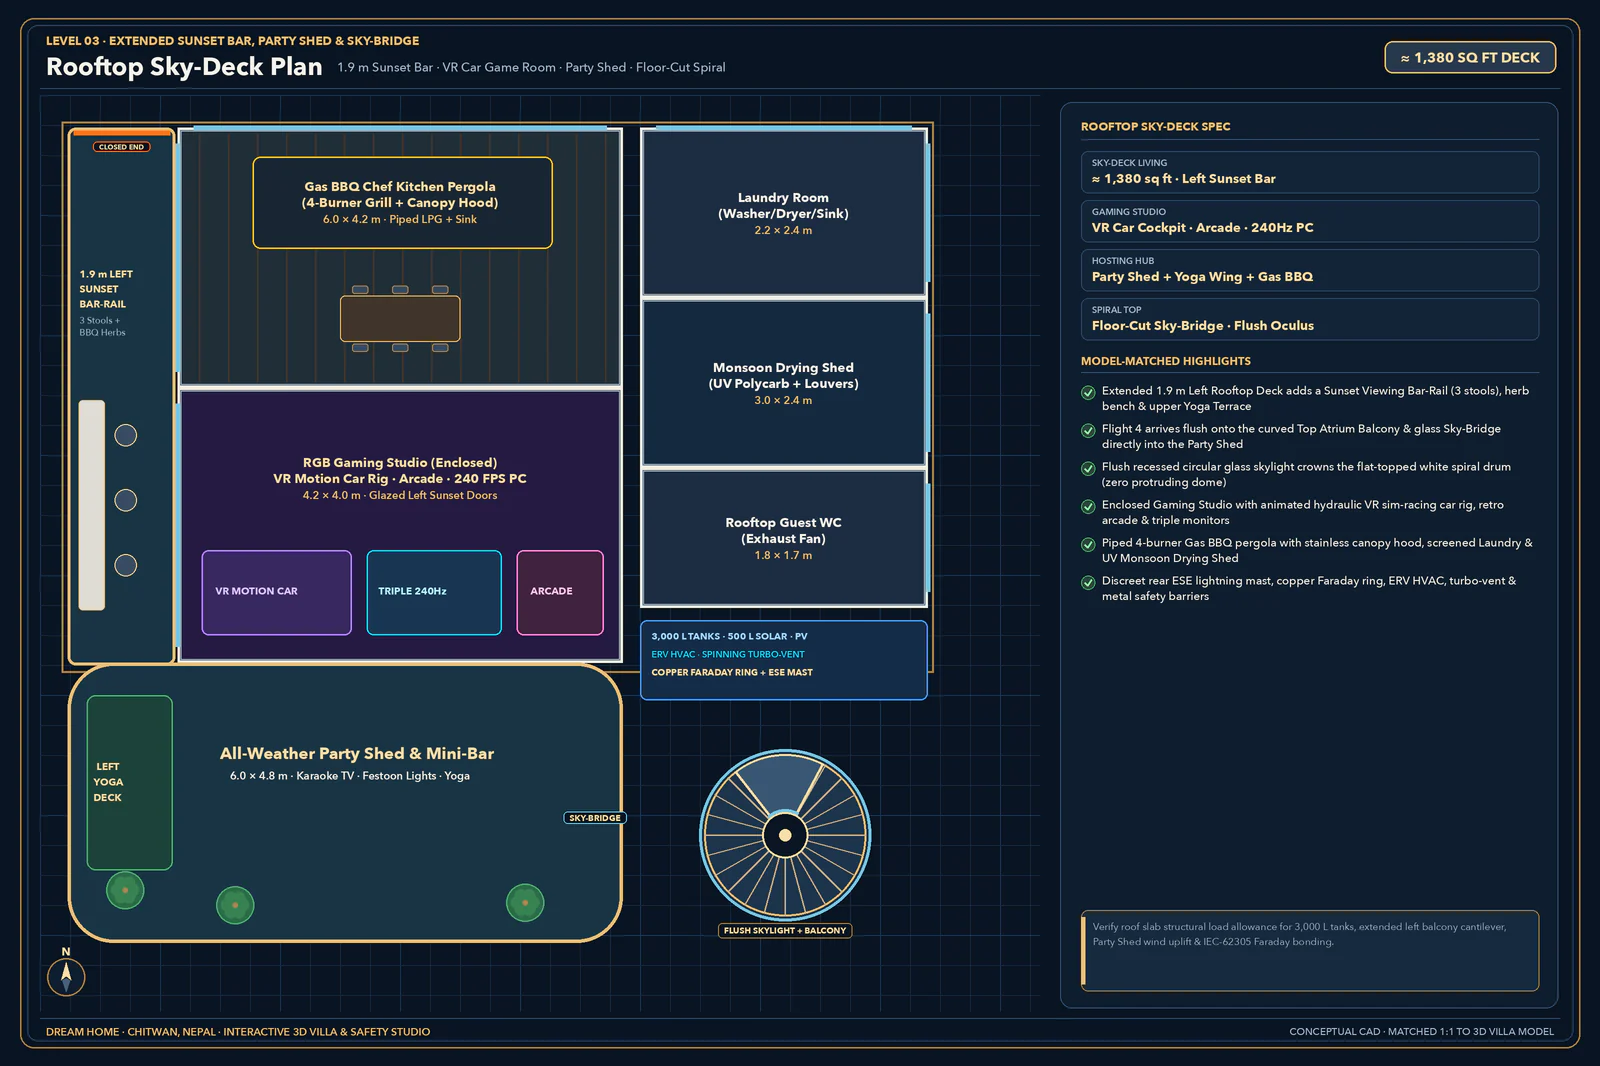 LEVEL 03 · EXTENDED SUNSET BAR, PARTY SHED & SKY-BRIDGE
Rooftop Sky-Deck Plan
1.9 m Sunset Bar · VR Car Game Room · Party Shed · Floor-Cut Spiral
≈ 1,380 SQ FT DECK
CLOSED END
1.9 m LEFT
SUNSET
BAR-RAIL
3 Stools +
BBQ Herbs
Gas BBQ Chef Kitchen Pergola
(4-Burner Grill + Canopy Hood)
6.0 × 4.2 m · Piped LPG + Sink
RGB Gaming Studio (Enclosed)
VR Motion Car Rig · Arcade · 240 FPS PC
4.2 × 4.0 m · Glazed Left Sunset Doors
VR MOTION CAR
TRIPLE 240Hz
ARCADE
Laundry Room
(Washer/Dryer/Sink)
2.2 × 2.4 m
Monsoon Drying Shed
(UV Polycarb + Louvers)
3.0 × 2.4 m
Rooftop Guest WC
(Exhaust Fan)
1.8 × 1.7 m
3,000 L TANKS · 500 L SOLAR · PV
ERV HVAC · SPINNING TURBO-VENT
COPPER FARADAY RING + ESE MAST
LEFT
YOGA
DECK
All-Weather Party Shed & Mini-Bar
6.0 × 4.8 m · Karaoke TV · Festoon Lights · Yoga
SKY-BRIDGE
FLUSH SKYLIGHT + BALCONY
N
ROOFTOP SKY-DECK SPEC
SKY-DECK LIVING
≈ 1,380 sq ft · Left Sunset Bar
GAMING STUDIO
VR Car Cockpit · Arcade · 240Hz PC
HOSTING HUB
Party Shed + Yoga Wing + Gas BBQ
SPIRAL TOP
Floor-Cut Sky-Bridge · Flush Oculus
MODEL-MATCHED HIGHLIGHTS
Extended 1.9 m Left Rooftop Deck adds a Sunset Viewing Bar-Rail (3 stools), herb
bench & upper Yoga Terrace
Flight 4 arrives flush onto the curved Top Atrium Balcony & glass Sky-Bridge
directly into the Party Shed
Flush recessed circular glass skylight crowns the flat-topped white spiral drum
(zero protruding dome)
Enclosed Gaming Studio with animated hydraulic VR sim-racing car rig, retro
arcade & triple monitors
Piped 4-burner Gas BBQ pergola with stainless canopy hood, screened Laundry &
UV Monsoon Drying Shed
Discreet rear ESE lightning mast, copper Faraday ring, ERV HVAC, turbo-vent &
metal safety barriers
Verify roof slab structural load allowance for 3,000 L tanks, extended left balcony cantilever,
Party Shed wind uplift & IEC-62305 Faraday bonding.
DREAM HOME · CHITWAN, NEPAL · INTERACTIVE 3D VILLA & SAFETY STUDIO
CONCEPTUAL CAD · MATCHED 1:1 TO 3D VILLA MODEL